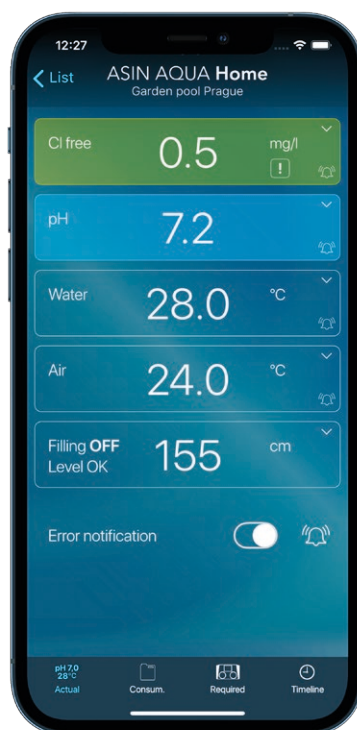 12:27
List
ASIN AQUA Home
Garden pool Prague
Cl free 0.5 mg/l
!
pH 7.2
Water 28.0 °C
Air 24.0 °C
Filling OFF
Level OK
155 cm
Error notification
pH 7,0
28°C
Actual Consum. Required Timeline